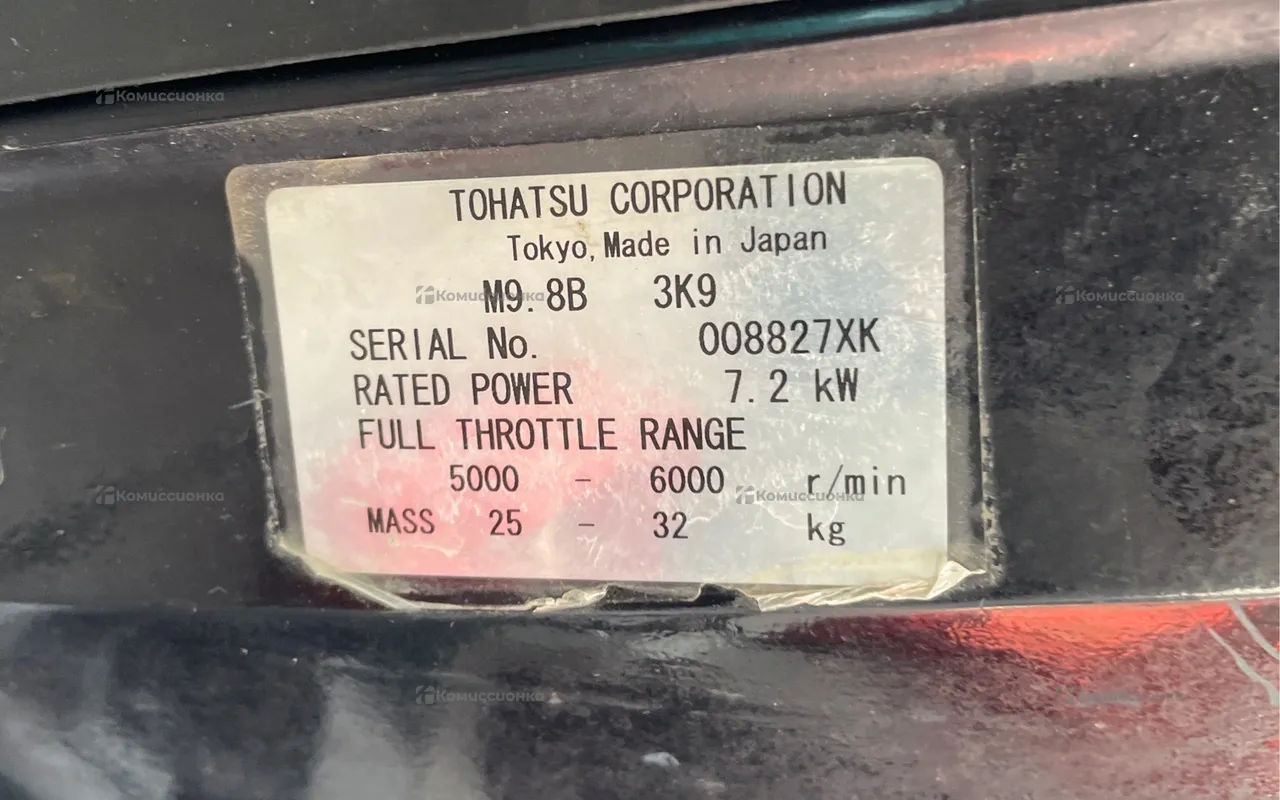 Комиссионка
TOHATSU CORPORATION
Tokyo, Made in Japan
M9.8B 3K9
Комиссионка
Комиссионка
SERIAL No. 008827XK
RATED POWER 7.2 kW
FULL THROTTLE RANGE
5000 - 6000 r/min
Комиссионка
Комиссионка
MASS 25 - 32 kg
Комиссионка